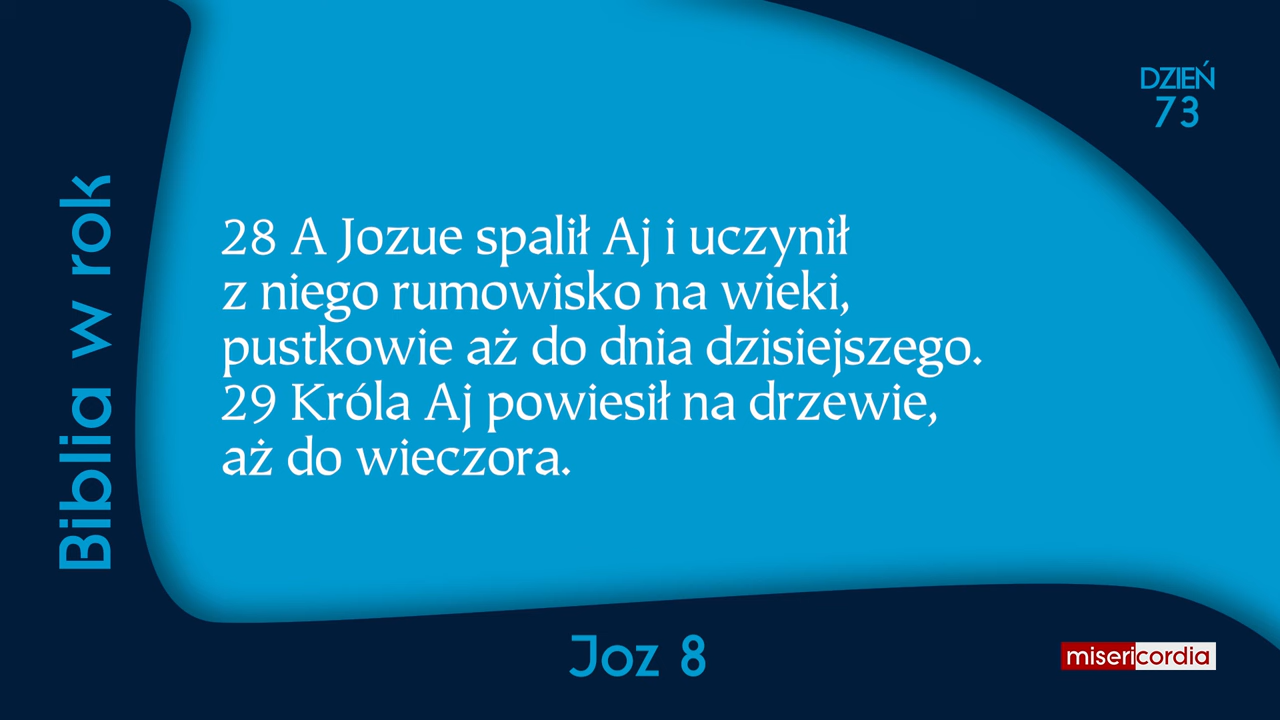 DZIEŃ
73
Biblia w rok
28 A Jozue spalił Aj i uczynił
z niego rumowisko na wieki,
pustkowie aż do dnia dzisiejszego.
29 Króla Aj powiesił na drzewie,
aż do wieczora.
Joz 8
misericordia